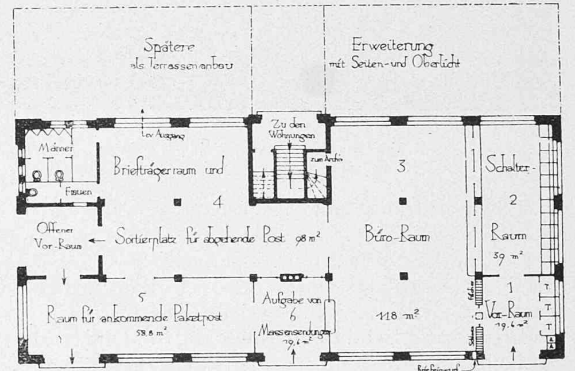 Spätere
als Terrassenanbau
Erweiterung
mit Seiten- und Oberlicht
Männer
Frauen
Offener
Vor-Raum
Ausgang
Briefträgerraum und
4
Sortierplatz für abgehende Post 98 m²
Zu den
Wohnungen
zum Archiv
3
Büro-Raum
118 m²
Schalter-
2
Raum
39 m²
5
Raum für ankommende Paketpost
58.8 m²
Aufgabe von
6
Massensendungen
19,6 m²
1
Vor-Raum
19,6 m²
T.
T.
T.